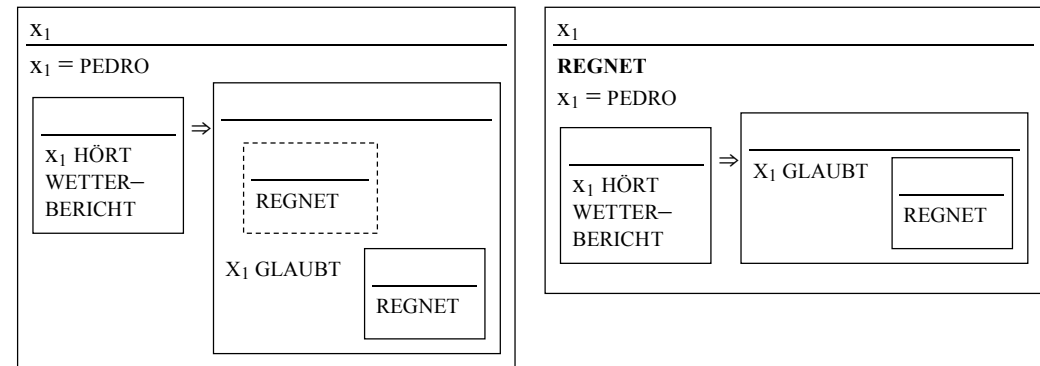 x₁
x₁ = PEDRO
x₁ HÖRT
WETTER–
BERICHT
⇒
REGNET
X₁ GLAUBT
REGNET
x₁
REGNET
x₁ = PEDRO
x₁ HÖRT
WETTER–
BERICHT
⇒
X₁ GLAUBT
REGNET